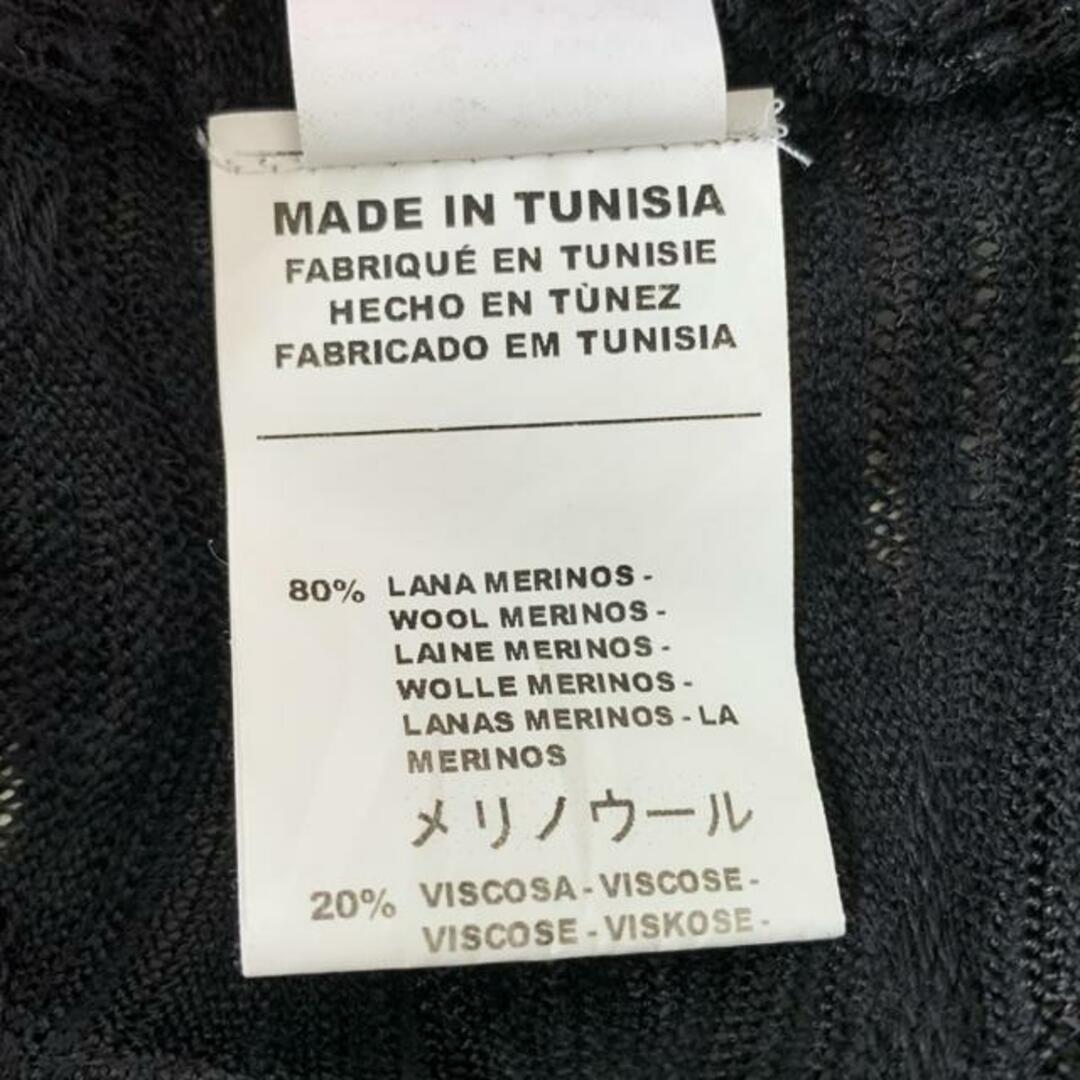 MADE IN TUNISIA
FABRIQUÉ EN TUNISIE
HECHO EN TÙNEZ
FABRICADO EM TUNISIA
80% LANA MERINOS -
WOOL MERINOS -
LAINE MERINOS -
WOLLE MERINOS -
LANAS MERINOS - LA
MERINOS
メリノウール
20% VISCOSA - VISCOSE -
VISCOSE - VISKOSE -